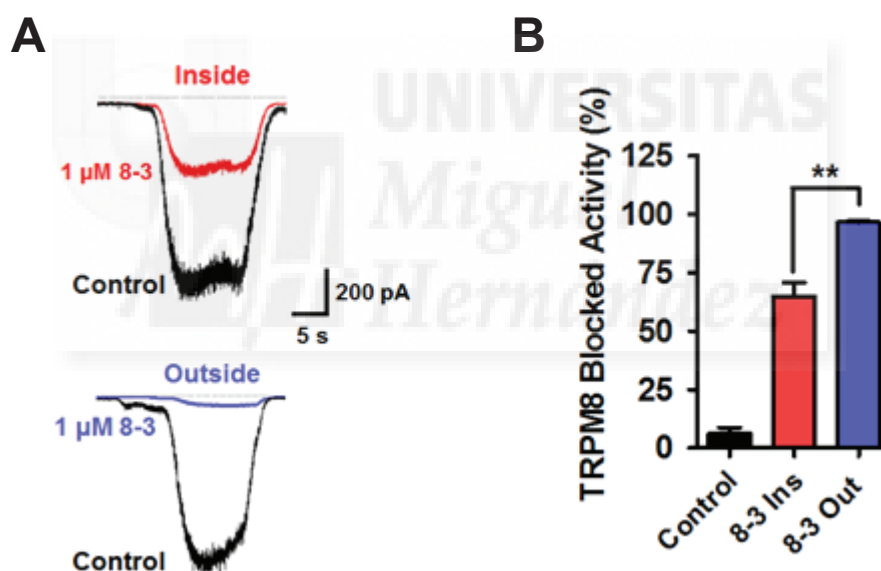 A
Inside
1 µM 8-3
Control
200 pA
5 s
Outside
1 µM 8-3
Control
B
TRPM8 Blocked Activity (%)
125
100
75
50
25
0
**
Control
8-3 Ins
8-3 Out
UNIVERSITAS
Miguel
Hernández